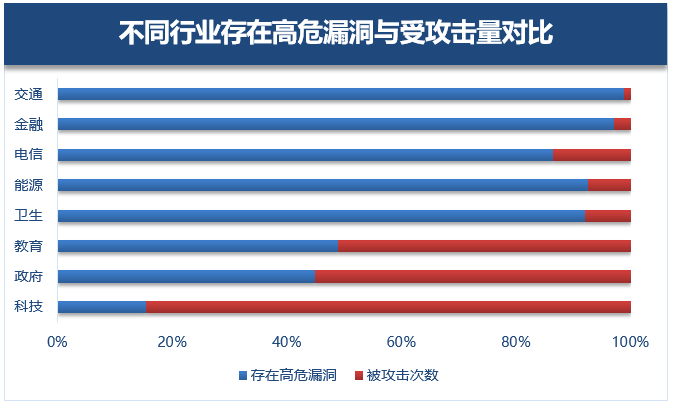 不同行业存在高危漏洞与受攻击量对比
交通
金融
电信
能源
卫生
教育
政府
科技
0% 20% 40% 60% 80% 100%
存在高危漏洞 被攻击次数